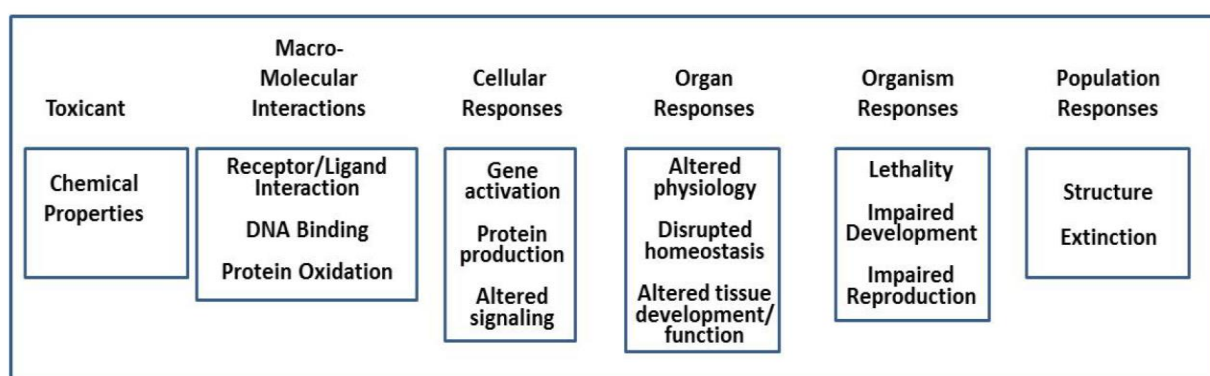 Toxicant
Macro-
Molecular
Interactions
Cellular
Responses
Organ
Responses
Organism
Responses
Population
Responses
Chemical
Properties
Receptor/Ligand
Interaction
DNA Binding
Protein Oxidation
Gene
activation
Protein
production
Altered
signaling
Altered
physiology
Disrupted
homeostasis
Altered tissue
development/
function
Lethality
Impaired
Development
Impaired
Reproduction
Structure
Extinction